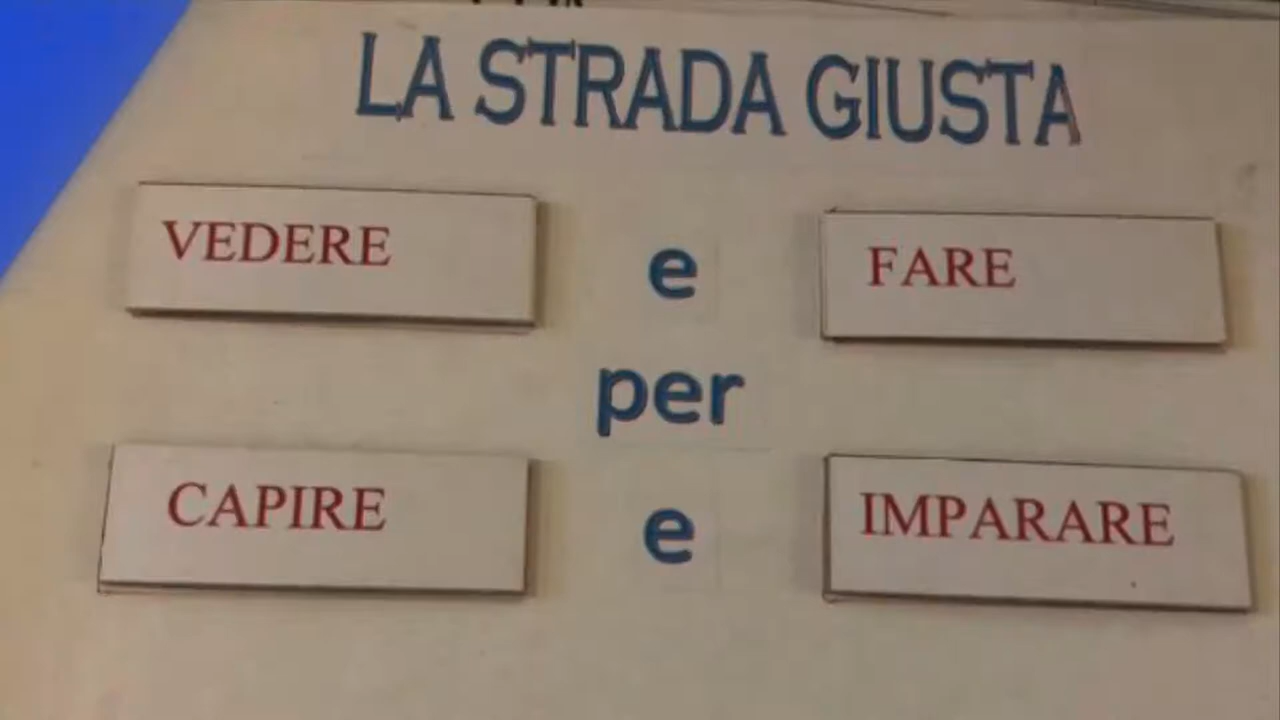 LA STRADA GIUSTA
VEDERE e FARE
per
CAPIRE e IMPARARE